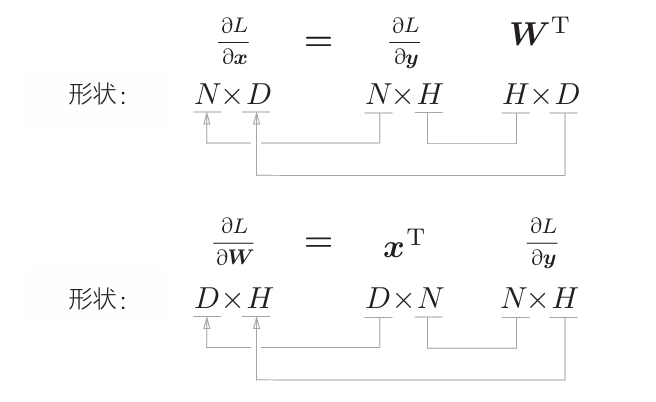 ∂L/∂x = ∂L/∂y W^T
形状: N×D N×H H×D
∂L/∂W = x^T ∂L/∂y
形状: D×H D×N N×H